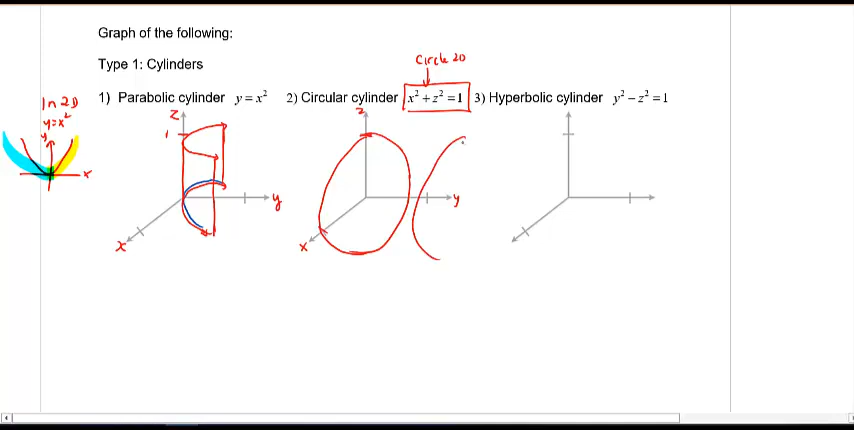 Graph of the following:
Type 1: Cylinders
Circle 2D
In 2D
y=x²
y
x
1) Parabolic cylinder y = x²
2) Circular cylinder x² + z² = 1
3) Hyperbolic cylinder y² − z² = 1
z
1
y
x
z
y
x